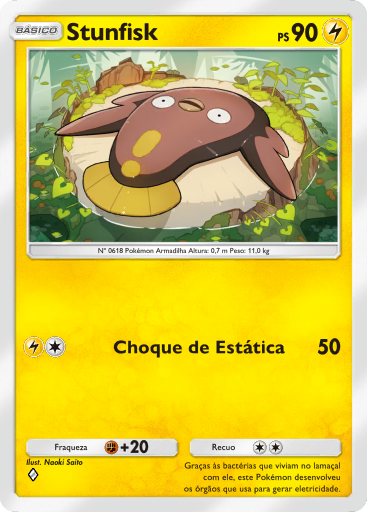 BÁSICO Stunfisk PS 90
Nº 0618 Pokémon Armadilha Altura: 0,7 m Peso: 11,0 kg
Choque de Estática 50
Fraqueza +20 Recuo
Ilust. Naoki Saito
Graças às bactérias que viviam no lamaçal
com ele, este Pokémon desenvolveu
os órgãos que usa para gerar eletricidade.